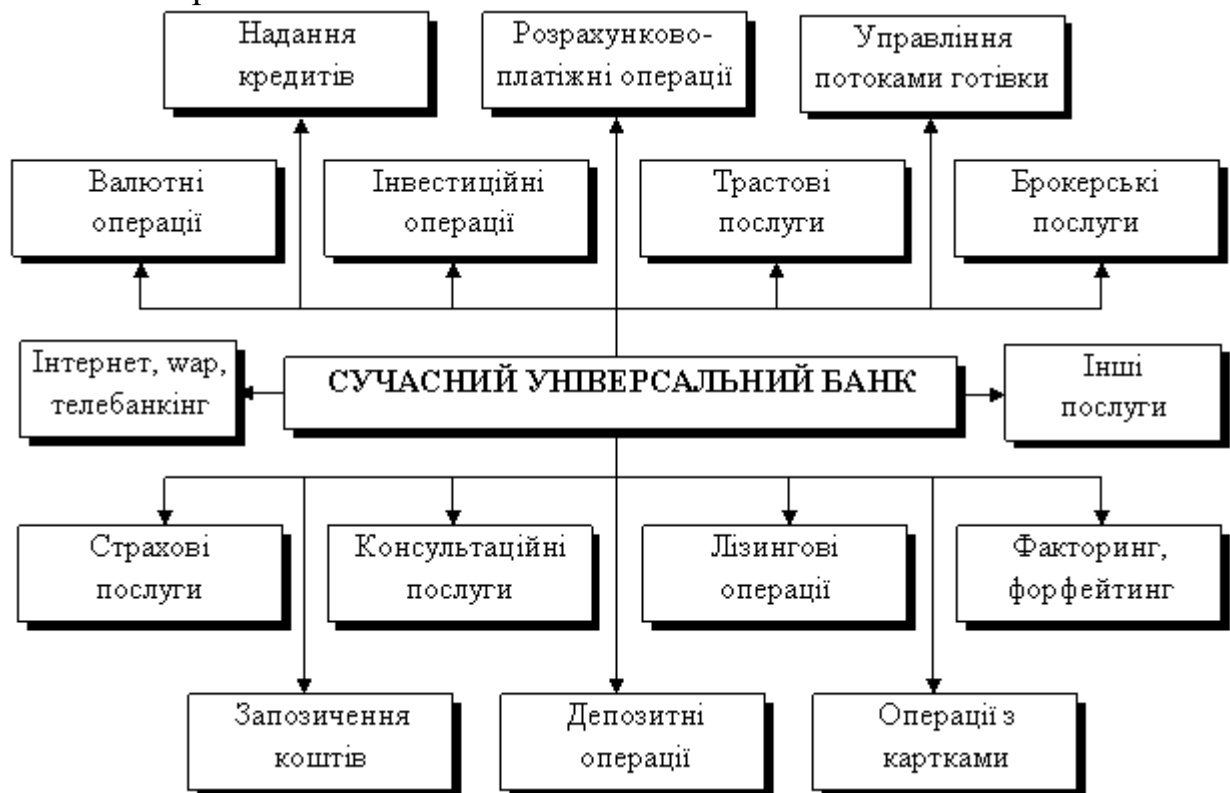 Надання
кредитів
Розрахунково-
платіжні операції
Управління
потоками готівки
Валютні
операції
Інвестиційні
операції
Трастові
послуги
Брокерські
послуги
Інтернет, wap,
телебанкінг
СУЧАСНИЙ УНІВЕРСАЛЬНИЙ БАНК
Інші
послуги
Страхові
послуги
Консультаційні
послуги
Лізингові
операції
Факторинг,
форфейтинг
Запозичення
коштів
Депозитні
операції
Операції з
картками